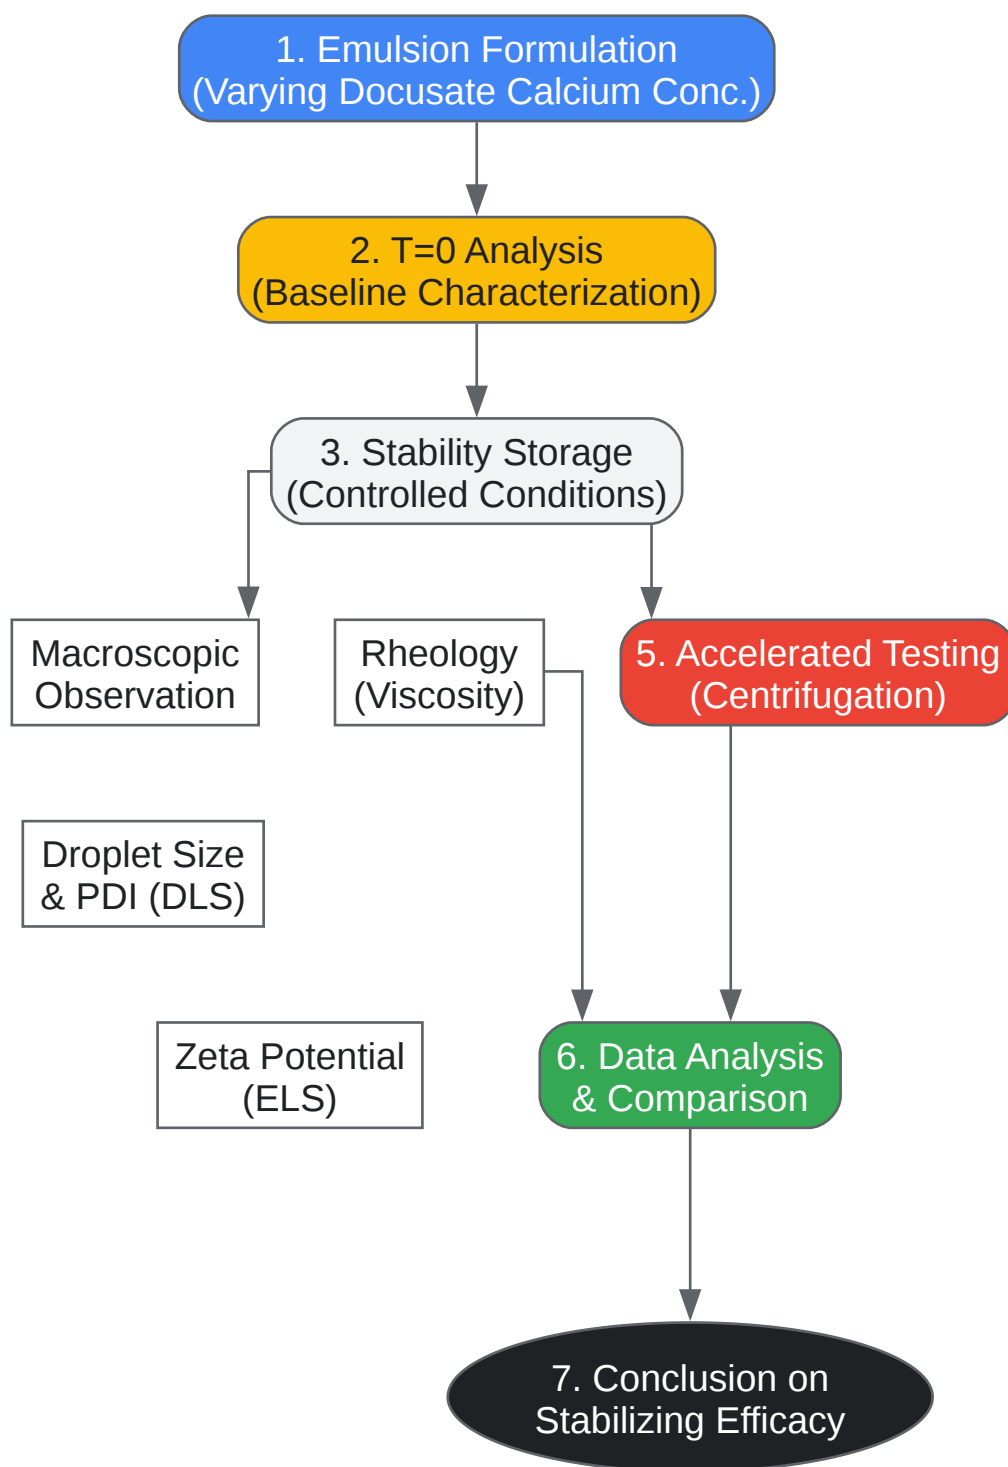 1. Emulsion Formulation
(Varying Docusate Calcium Conc.)
2. T=0 Analysis
(Baseline Characterization)
3. Stability Storage
(Controlled Conditions)
Macroscopic
Observation
Rheology
(Viscosity)
5. Accelerated Testing
(Centrifugation)
Droplet Size
& PDI (DLS)
Zeta Potential
(ELS)
6. Data Analysis
& Comparison
7. Conclusion on
Stabilizing Efficacy